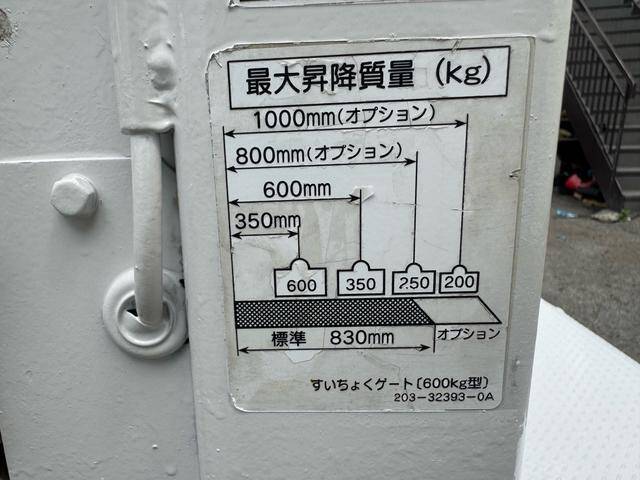 最大昇降質量 (kg)
1000mm(オプション)
800mm(オプション)
600mm
350mm
600 350 250 200
標準 830mm オプション
すいちょくゲート〔600kg型〕
203-32393-0A